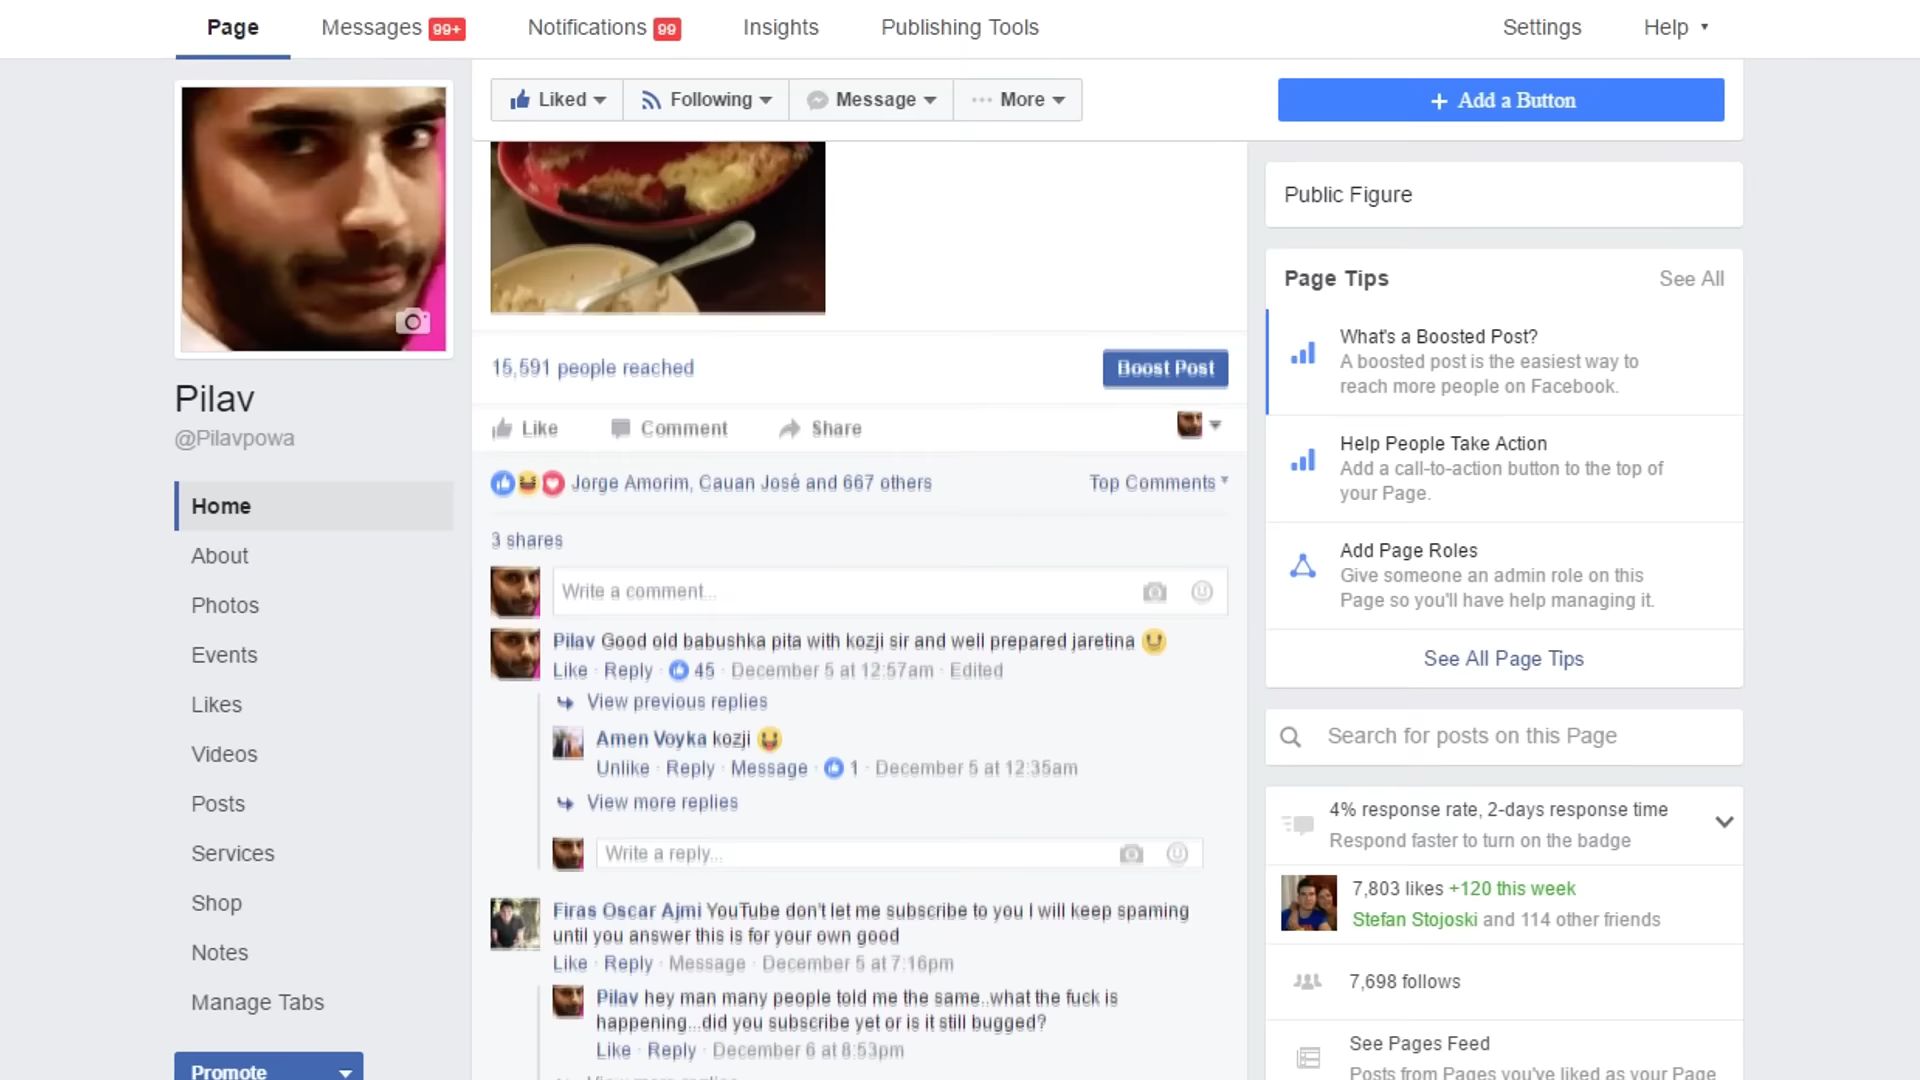 Page Messages 99+ Notifications 99 Insights Publishing Tools Settings Help
Liked Following Message More + Add a Button
Pilav
@Pilavpowa
Home
About
Photos
Events
Likes
Videos
Posts
Services
Shop
Notes
Manage Tabs
Promote
15,591 people reached Boost Post
Like Comment Share
Jorge Amorim, Cauan José and 667 others Top Comments
3 shares
Write a comment...
Pilav Good old babushka pita with kozji sir and well prepared jaretina
Like · Reply · 45 · December 5 at 12:57am · Edited
View previous replies
Amen Voyka kozji
Unlike · Reply · Message · 1 · December 5 at 12:35am
View more replies
Write a reply...
Firas Oscar Ajmi YouTube don't let me subscribe to you I will keep spaming
until you answer this is for your own good
Like · Reply · Message · December 5 at 7:16pm
Pilav hey man many people told me the same..what the fuck is
happening...did you subscribe yet or is it still bugged?
Like · Reply · December 6 at 8:53pm
View more replies
Public Figure
Page Tips See All
What's a Boosted Post?
A boosted post is the easiest way to
reach more people on Facebook.
Help People Take Action
Add a call-to-action button to the top of
your Page.
Add Page Roles
Give someone an admin role on this
Page so you'll have help managing it.
See All Page Tips
Search for posts on this Page
4% response rate, 2-days response time
Respond faster to turn on the badge
7,803 likes +120 this week
Stefan Stojoski and 114 other friends
7,698 follows
See Pages Feed
Posts from Pages you've liked as your Page